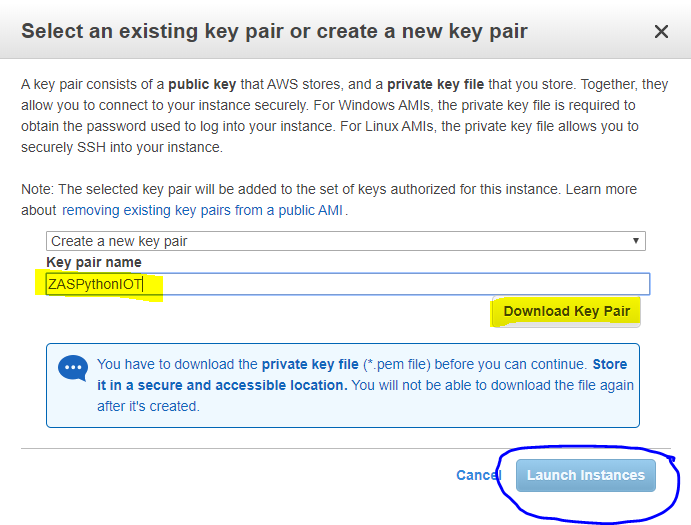 Select an existing key pair or create a new key pair
A key pair consists of a public key that AWS stores, and a private key file that you store. Together, they
allow you to connect to your instance securely. For Windows AMIs, the private key file is required to
obtain the password used to log into your instance. For Linux AMIs, the private key file allows you to
securely SSH into your instance.
Note: The selected key pair will be added to the set of keys authorized for this instance. Learn more
about removing existing key pairs from a public AMI .
Create a new key pair
Key pair name
ZASPythonIOT
Download Key Pair
You have to download the private key file (*.pem file) before you can continue. Store
it in a secure and accessible location. You will not be able to download the file again
after it's created.
Cancel Launch Instances